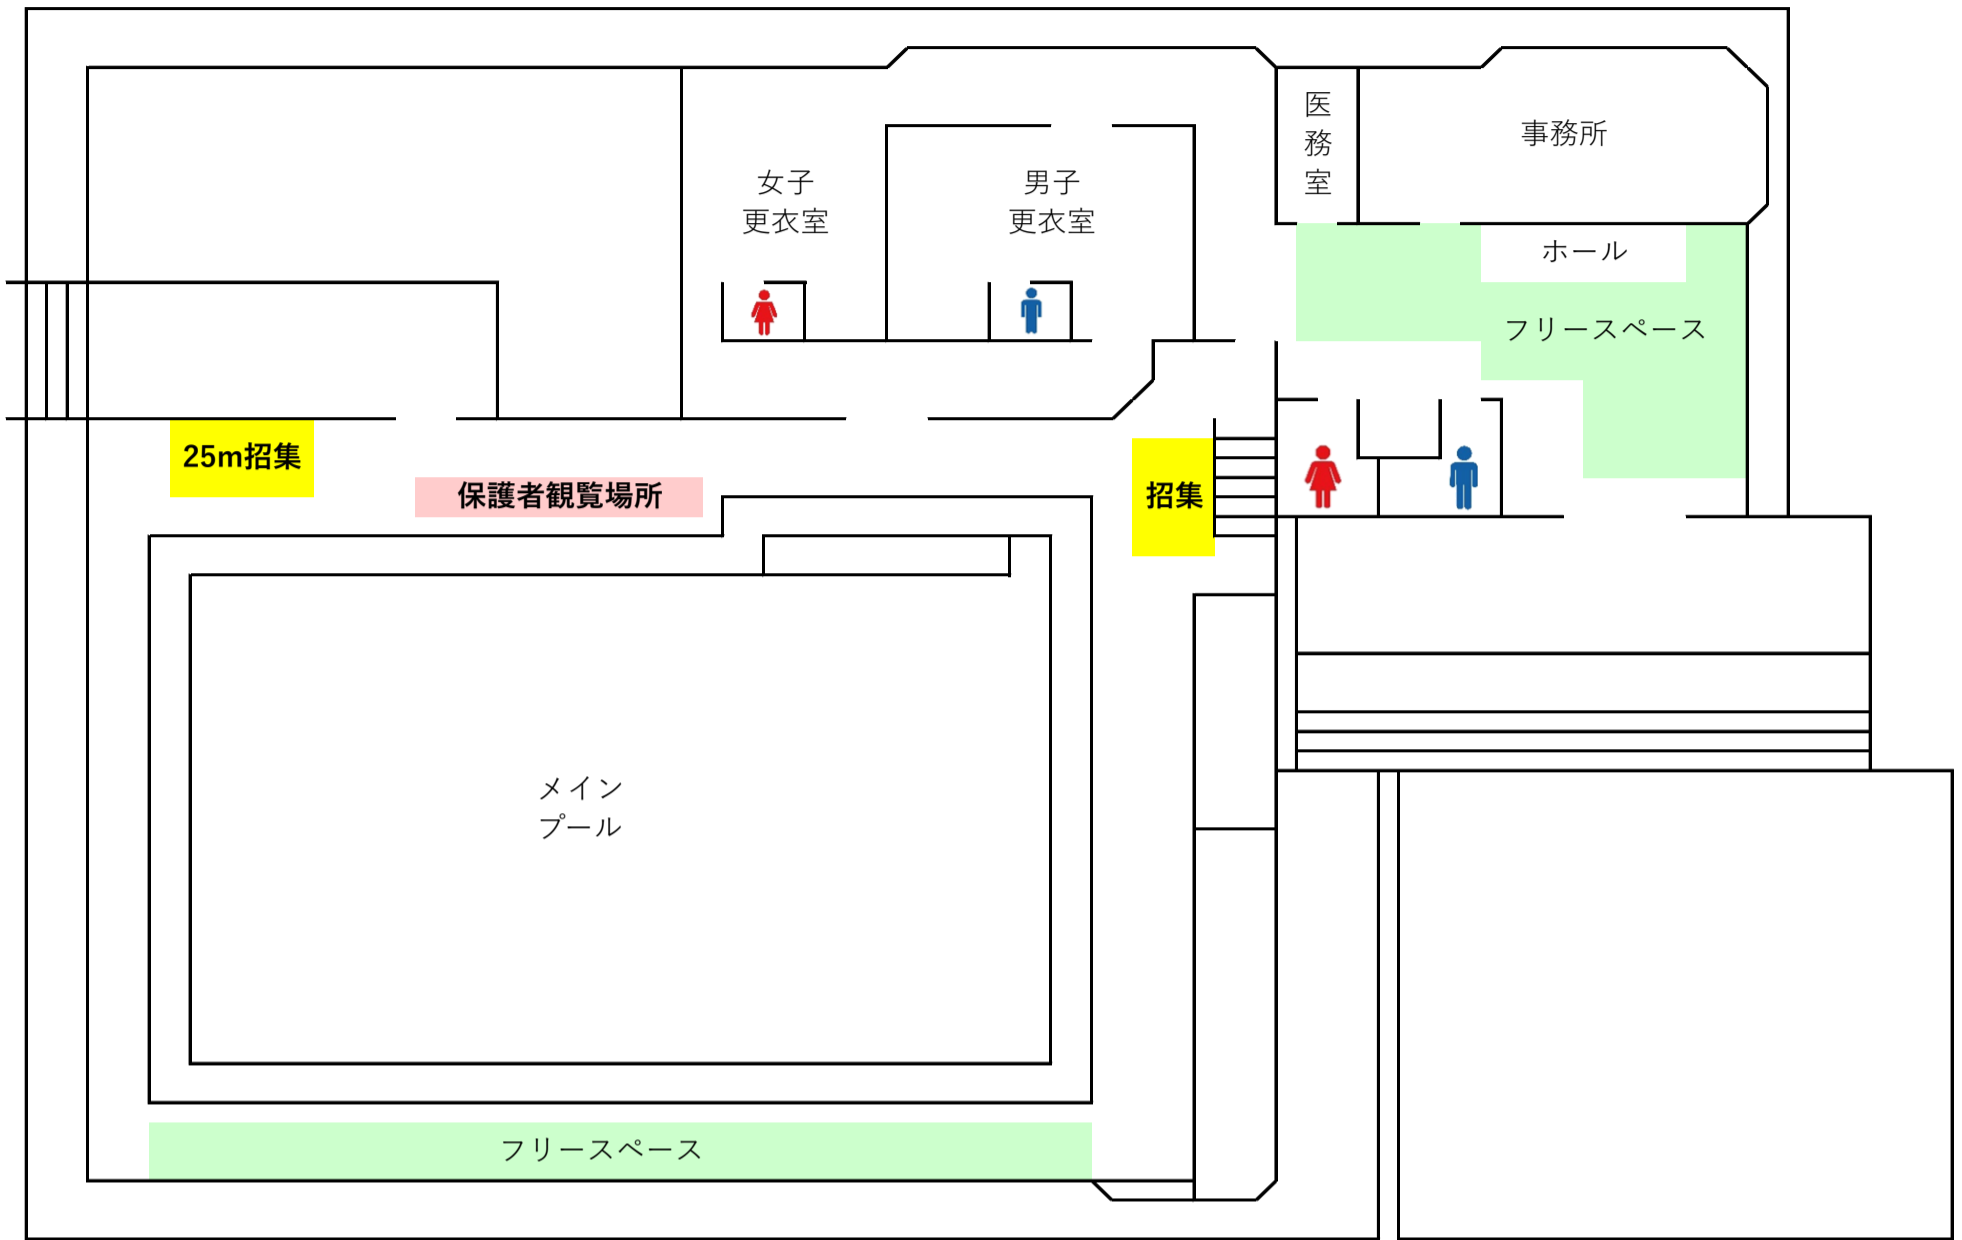 医
務
室
事務所
女子
更衣室
男子
更衣室
ホール
フリースペース
25m招集
保護者観覧場所
招集
メイン
プール
フリースペース